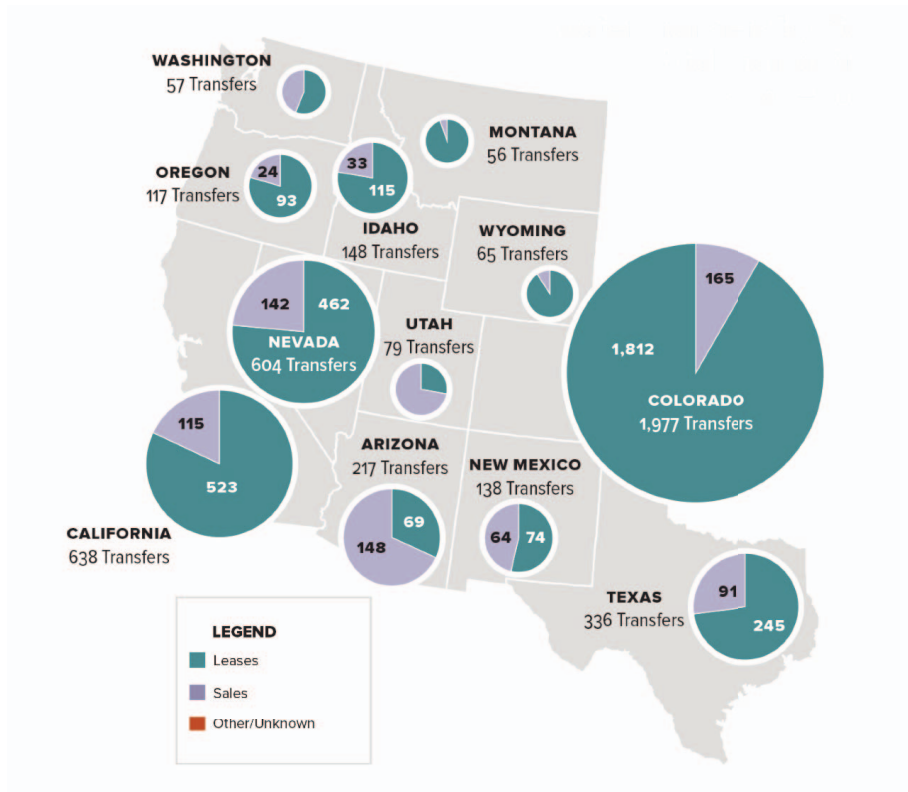 WASHINGTON
57 Transfers
MONTANA
56 Transfers
OREGON
117 Transfers
24
93
33
115
IDAHO
148 Transfers
WYOMING
65 Transfers
142
462
NEVADA
604 Transfers
UTAH
79 Transfers
165
1,812
COLORADO
1,977 Transfers
115
523
CALIFORNIA
638 Transfers
ARIZONA
217 Transfers
69
148
NEW MEXICO
138 Transfers
64
74
TEXAS
336 Transfers
91
245
LEGEND
Leases
Sales
Other/Unknown